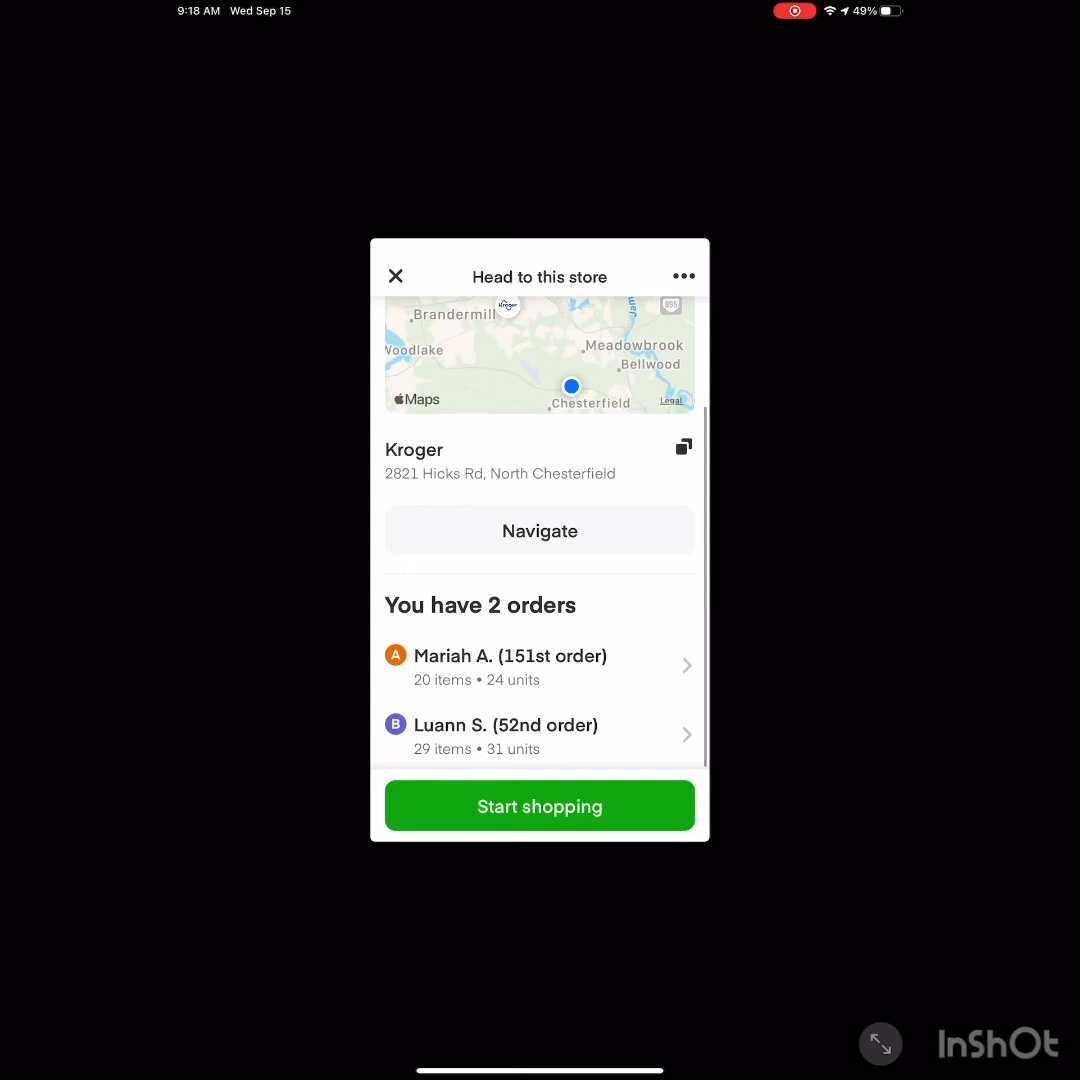 9:18 AM Wed Sep 15
49%
Head to this store
Kroger
895
Brandermill
Woodlake
Meadowbrook
Bellwood
Maps
Chesterfield
Legal
Kroger
2821 Hicks Rd, North Chesterfield
Navigate
You have 2 orders
A Mariah A. (151st order)
20 items • 24 units
B Luann S. (52nd order)
29 items • 31 units
Start shopping
InShOt